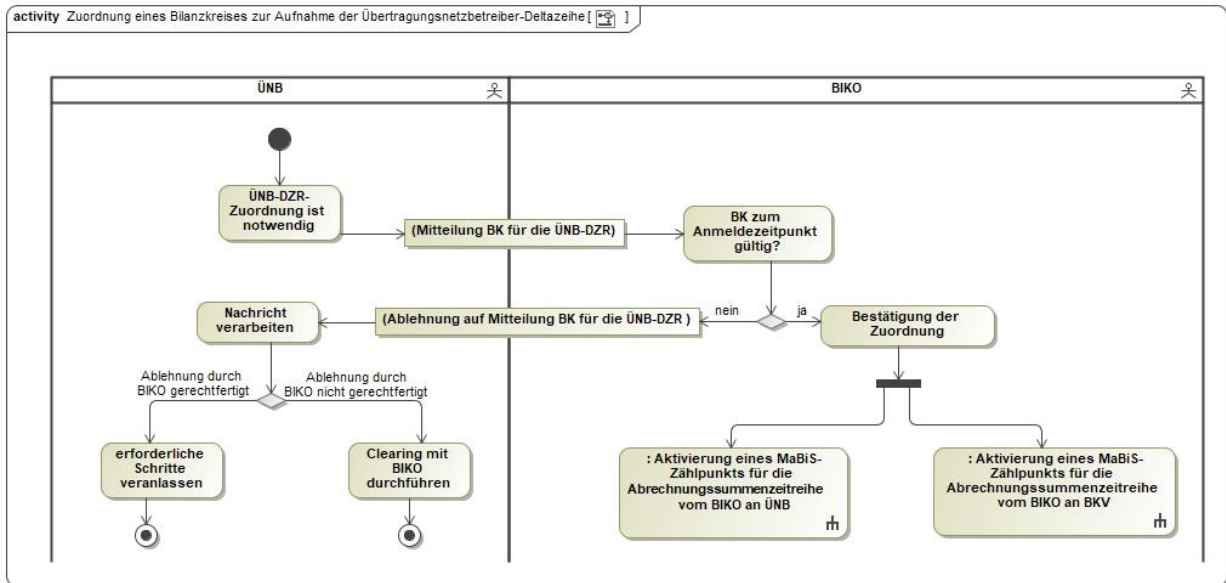 activity Zuordnung eines Bilanzkreises zur Aufnahme der Übertragungsnetzbetreiber-Deltazeihe [ ]
ÜNB
BIKO
ÜNB-DZR-
Zuordnung ist
notwendig
(Mitteilung BK für die ÜNB-DZR)
BK zum
Anmeldezeitpunkt
gültig?
nein
ja
(Ablehnung auf Mitteilung BK für die ÜNB-DZR )
Nachricht
verarbeiten
Bestätigung der
Zuordnung
Ablehnung durch
BIKO gerechtfertigt
Ablehnung durch
BIKO nicht gerechtfertigt
erforderliche
Schritte
veranlassen
Clearing mit
BIKO
durchführen
: Aktivierung eines MaBiS-
Zählpunkts für die
Abrechnungssummenzeitreihe
vom BIKO an ÜNB
: Aktivierung eines MaBiS-
Zählpunkts für die
Abrechnungssummenzeitreihe
vom BIKO an BKV